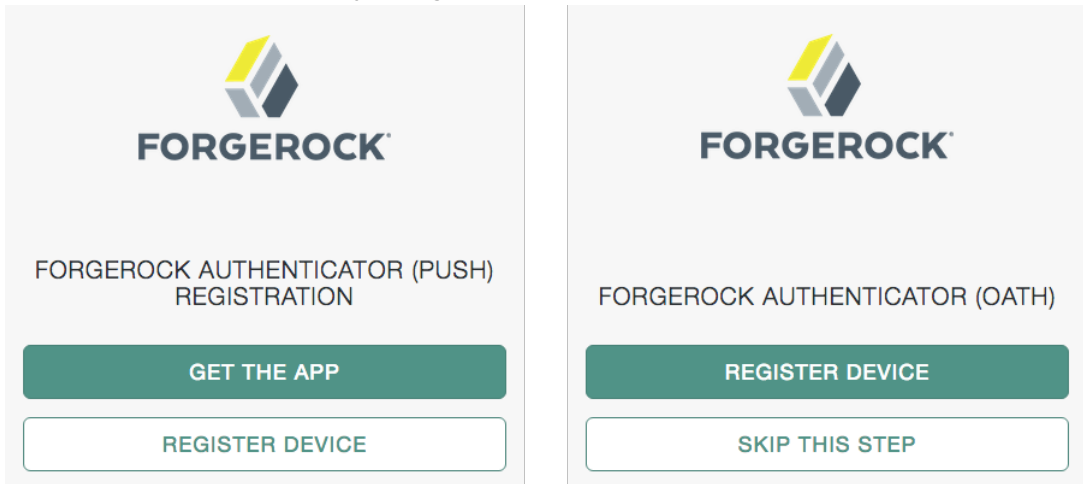 FORGEROCK
FORGEROCK AUTHENTICATOR (PUSH)
REGISTRATION
GET THE APP
REGISTER DEVICE
FORGEROCK
FORGEROCK AUTHENTICATOR (OATH)
REGISTER DEVICE
SKIP THIS STEP